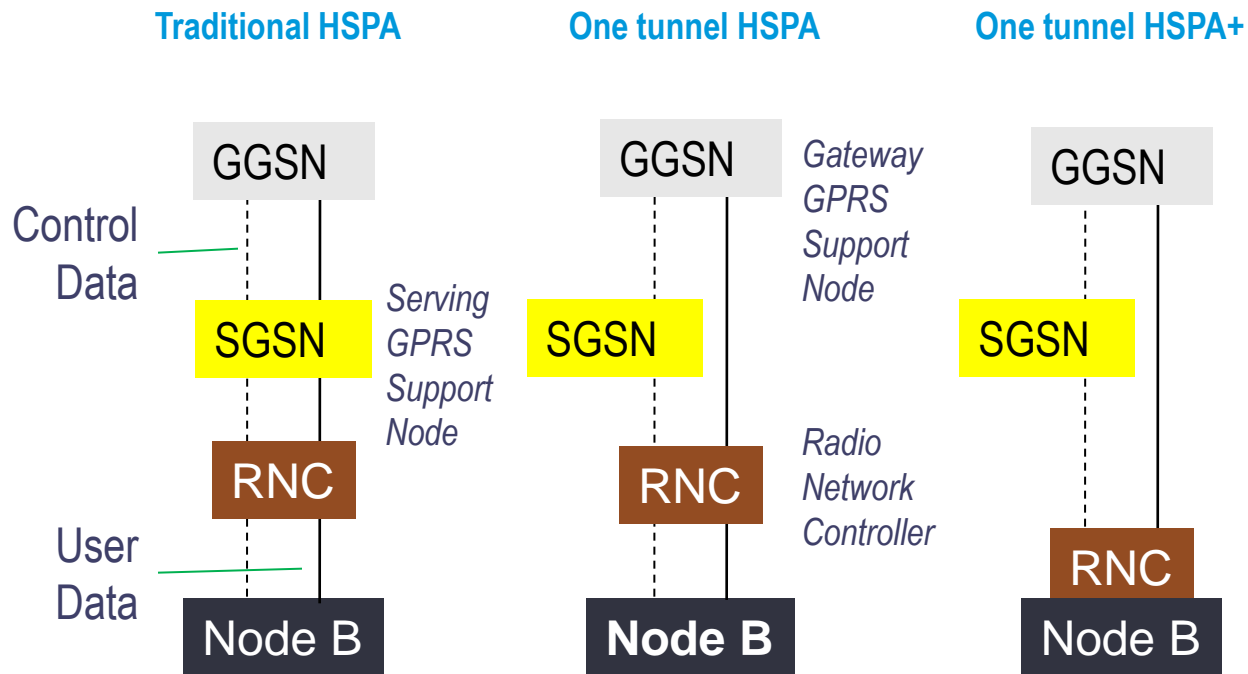 Traditional HSPA
One tunnel HSPA
One tunnel HSPA+
GGSN
GGSN
GGSN
Gateway
GPRS
Support
Node
Control
Data
SGSN
Serving
GPRS
Support
Node
SGSN
SGSN
RNC
RNC
Radio
Network
Controller
User
Data
RNC
Node B
Node B
Node B